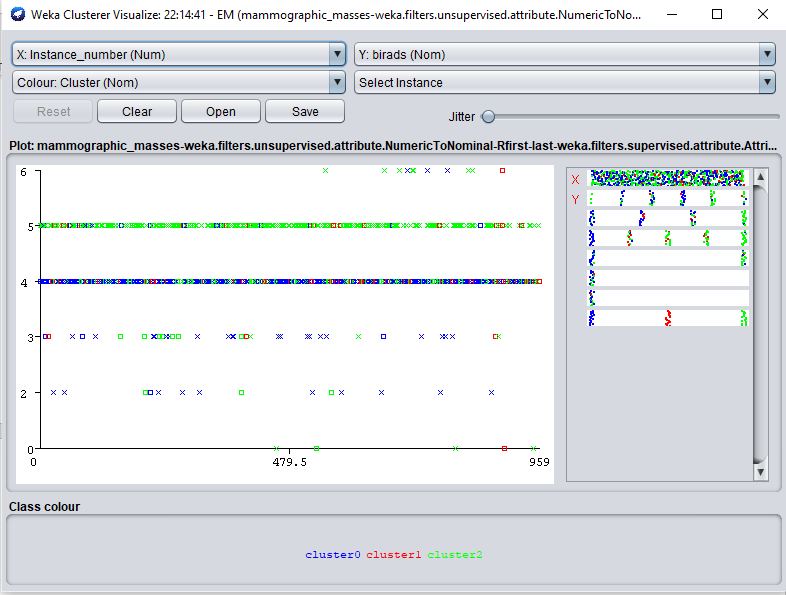 Weka Clusterer Visualize: 22:14:41 - EM (mammographic_masses-weka.filters.unsupervised.attribute.NumericToNo...
X: Instance_number (Num)
Y: birads (Nom)
Colour: Cluster (Nom)
Select Instance
Reset
Clear
Open
Save
Jitter
Plot: mammographic_masses-weka.filters.unsupervised.attribute.NumericToNominal-Rfirst-last-weka.filters.supervised.attribute.Attri...
6
5
4
3
2
0
0
479.5
959
X
Y
Class colour
cluster0 cluster1 cluster2